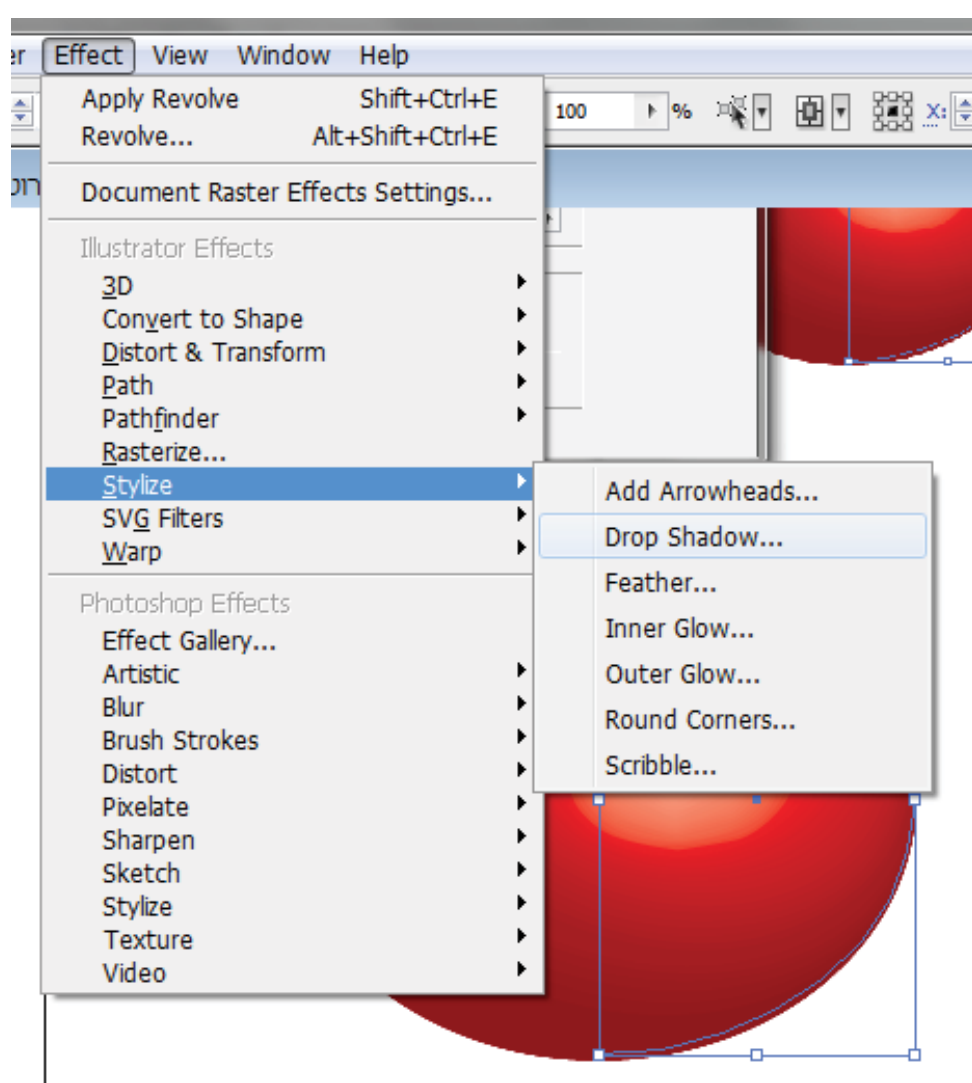 er Effect View Window Help
Apply Revolve Shift+Ctrl+E
Revolve... Alt+Shift+Ctrl+E
100 % X:
Document Raster Effects Settings...
Illustrator Effects
3D
Convert to Shape
Distort & Transform
Path
Pathfinder
Rasterize...
Stylize
SVG Filters
Warp
Add Arrowheads...
Drop Shadow...
Feather...
Inner Glow...
Outer Glow...
Round Corners...
Scribble...
Photoshop Effects
Effect Gallery...
Artistic
Blur
Brush Strokes
Distort
Pixelate
Sharpen
Sketch
Stylize
Texture
Video